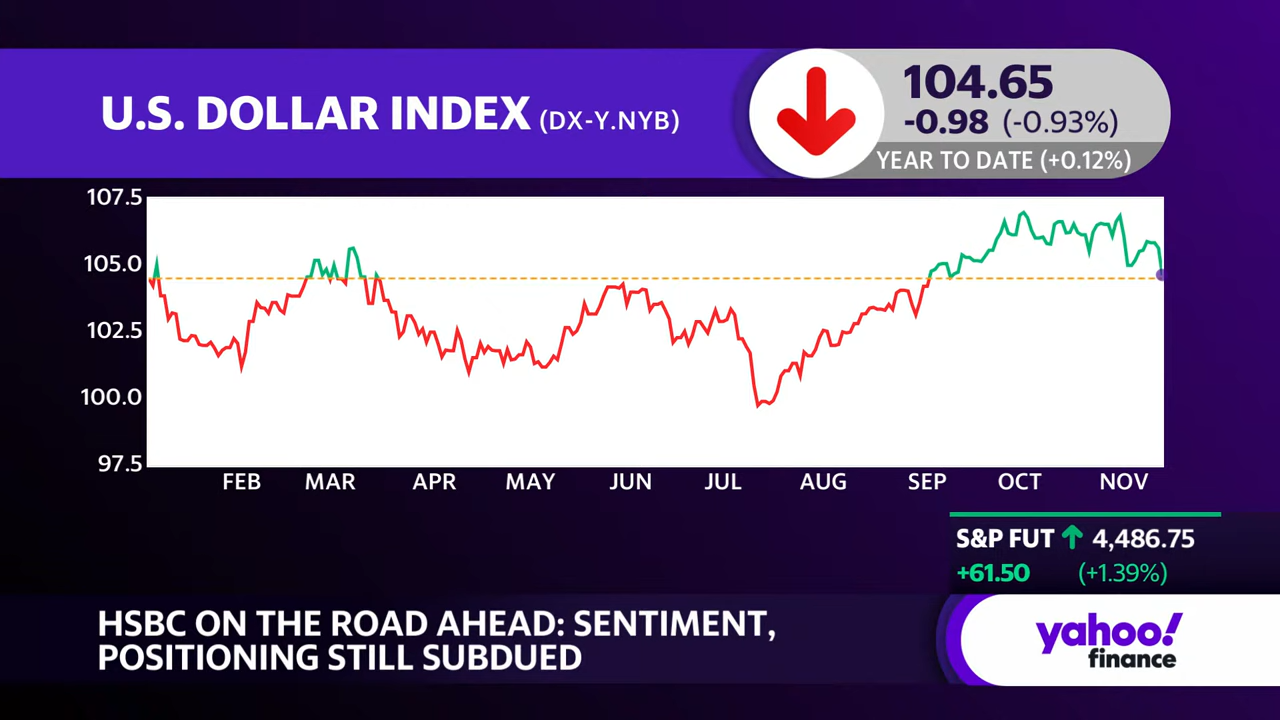 U.S. DOLLAR INDEX (DX-Y.NYB)
104.65
-0.98 (-0.93%)
YEAR TO DATE (+0.12%)
107.5
105.0
102.5
100.0
97.5
FEB MAR APR MAY JUN JUL AUG SEP OCT NOV
S&P FUT 4,486.75
+61.50 (+1.39%)
HSBC ON THE ROAD AHEAD: SENTIMENT,
POSITIONING STILL SUBDUED
yahoo!
finance